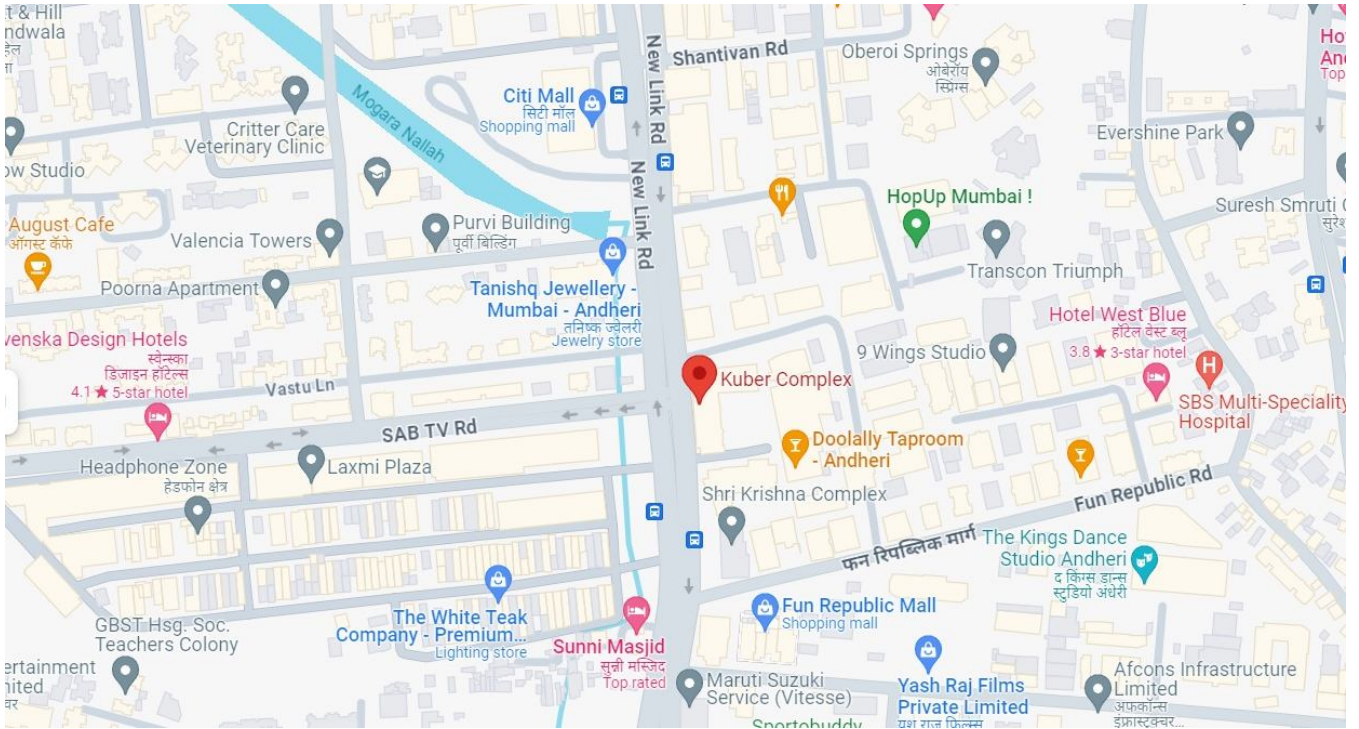 t & Hill
ndwala
Shantivan Rd
Oberoi Springs
ओबेरॉय
स्प्रिंग्स
New Link Rd
Mogara Nallah
Citi Mall
सिटी मॉल
Shopping mall
Critter Care
Veterinary Clinic
Evershine Park
ow Studio
New Link Rd
HopUp Mumbai !
August Cafe
ऑगस्ट कॅफे
Purvi Building
पूर्वी बिल्डिंग
Valencia Towers
Transcon Triumph
Poorna Apartment
Tanishq Jewellery -
Mumbai - Andheri
तनिष्क ज्वेलरी
Jewelry store
Hotel West Blue
हॉटेल वेस्ट ब्लू
3.8 ★ 3-star hotel
venska Design Hotels
स्वेन्स्का
डिजाइन हॉटेल्स
4.1 ★ 5-star hotel
9 Wings Studio
Vastu Ln
Kuber Complex
H
SBS Multi-Speciality
Hospital
SAB TV Rd
Doolally Taproom
- Andheri
Headphone Zone
हेडफोन क्षेत्र
Laxmi Plaza
Shri Krishna Complex
Fun Republic Rd
फन रिपब्लिक मार्ग
The Kings Dance
Studio Andheri
द किंग्स डान्स
स्टुडियो अंधेरी
The White Teak
Company - Premium...
Lighting store
Fun Republic Mall
Shopping mall
GBST Hsg. Soc.
Teachers Colony
Sunni Masjid
सुन्नी मस्जिद
Top rated
ertainment
Maruti Suzuki
Service (Vitesse)
Yash Raj Films
Private Limited
यश राज फिल्म्स
Afcons Infrastructure
Limited
अफकॉन्स
इंफ्रास्ट्रक्चर...
Sportobuddy